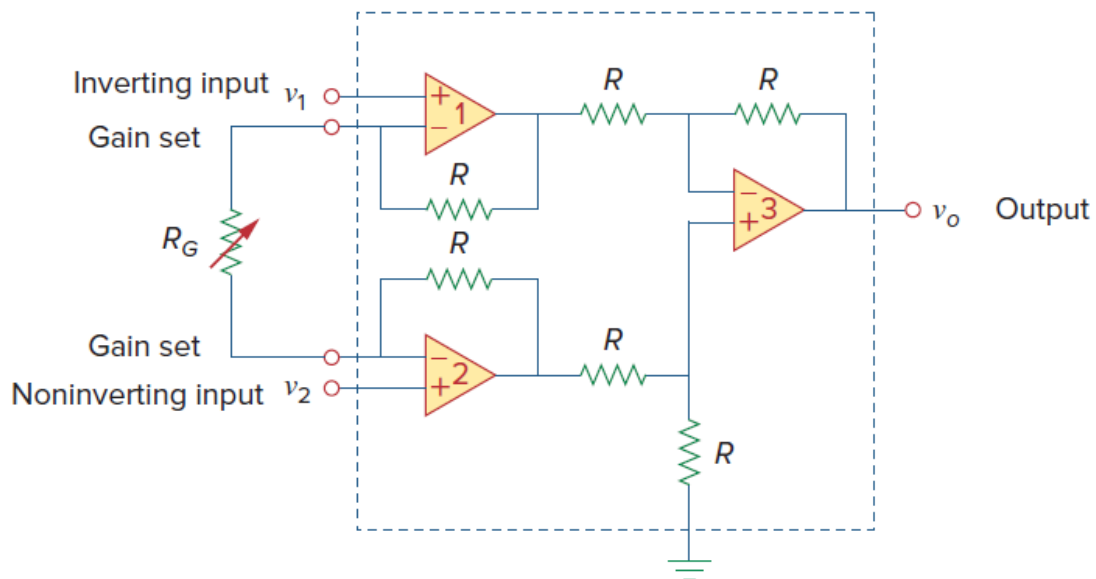 R R
Inverting input v1 + 1
Gain set −
R
− 3
RG + vo Output
R
Gain set − R
Noninverting input v2 + 2
R